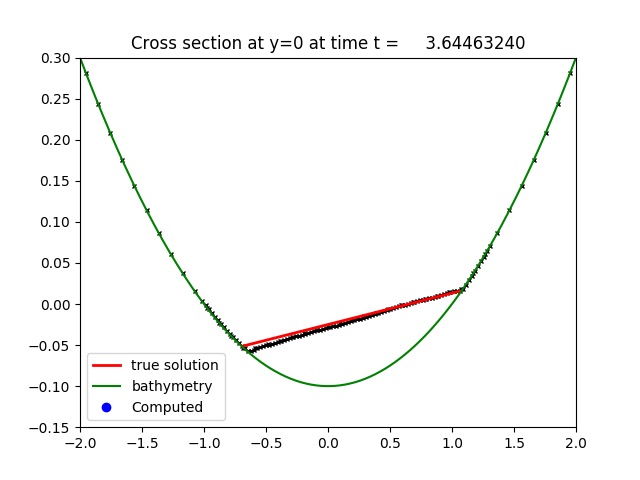 Cross section at y=0 at time t = 3.64463240
0.30
0.25
0.20
0.15
0.10
0.05
0.00
−0.05
−0.10
−0.15
true solution
bathymetry
Computed
−2.0 −1.5 −1.0 −0.5 0.0 0.5 1.0 1.5 2.0